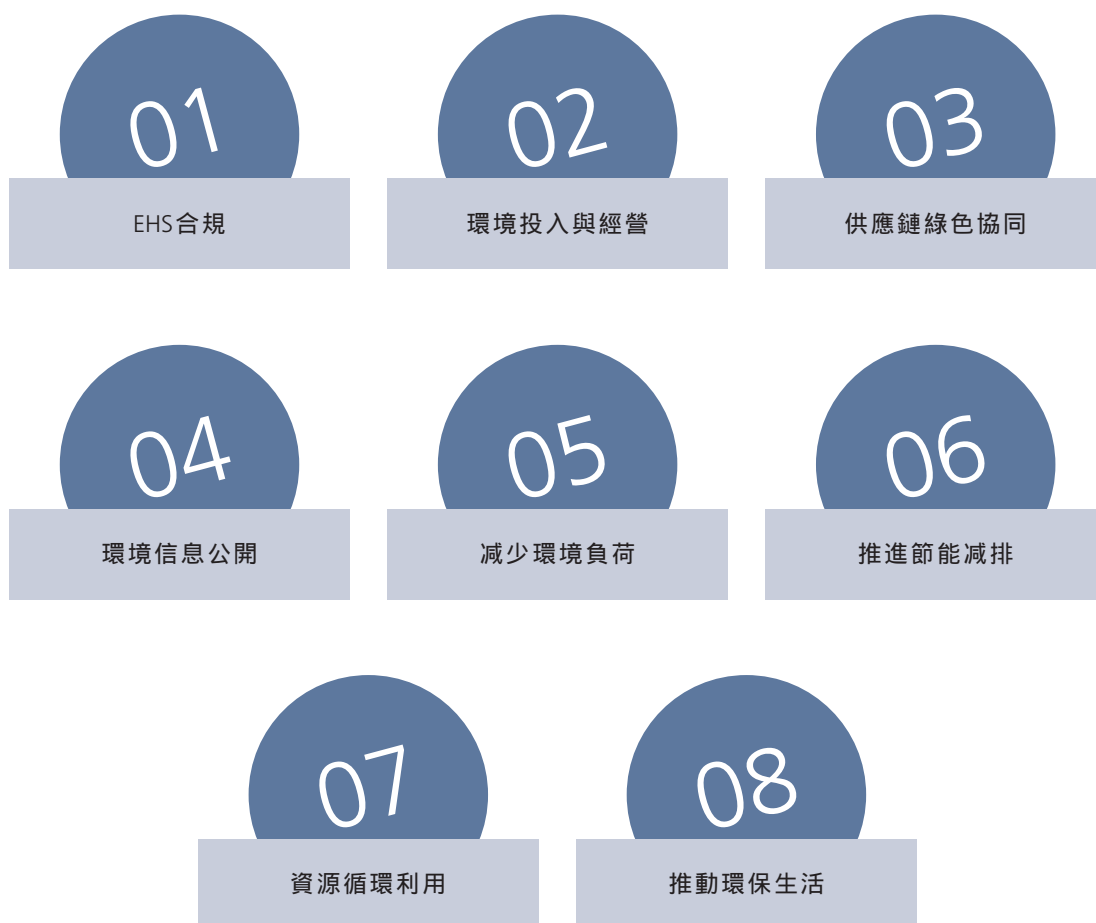 01
EHS合規
02
環境投入與經營
03
供應鏈綠色協同
04
環境信息公開
05
減少環境負荷
06
推進節能減排
07
資源循環利用
08
推動環保生活